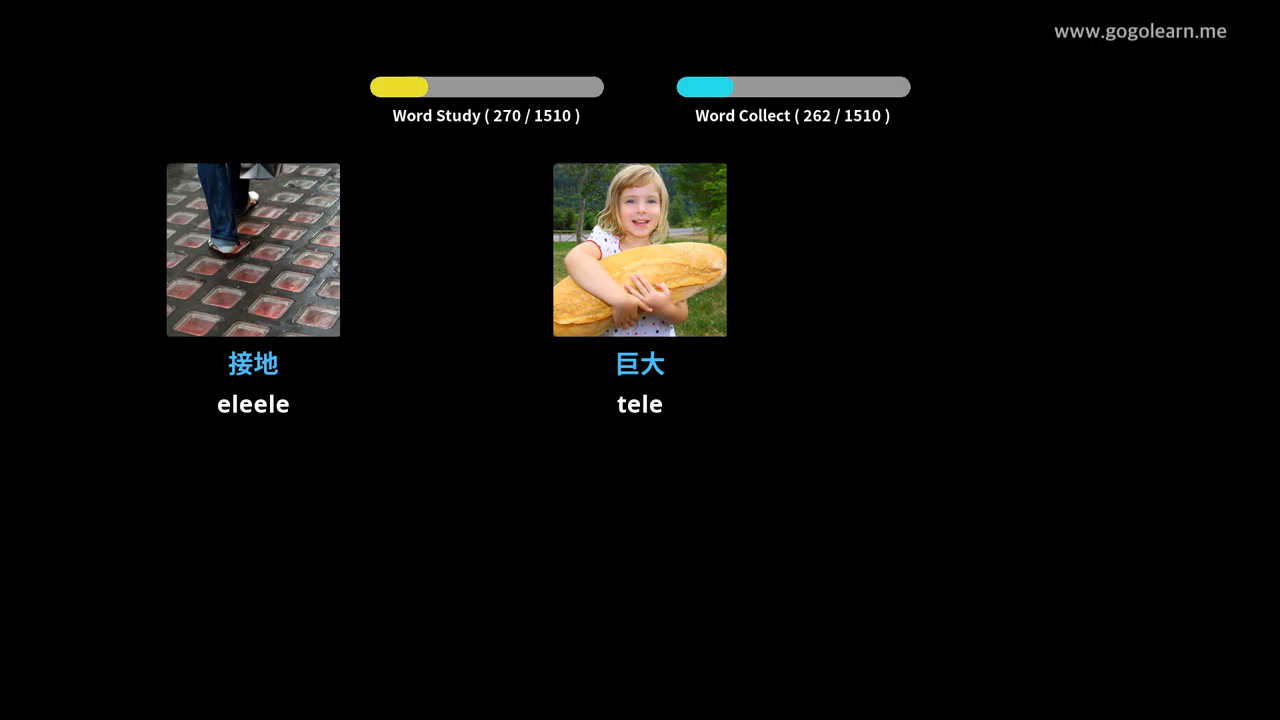 www.gogolearn.me
Word Study ( 270 / 1510 )
Word Collect ( 262 / 1510 )
接地
eleele
巨大
tele